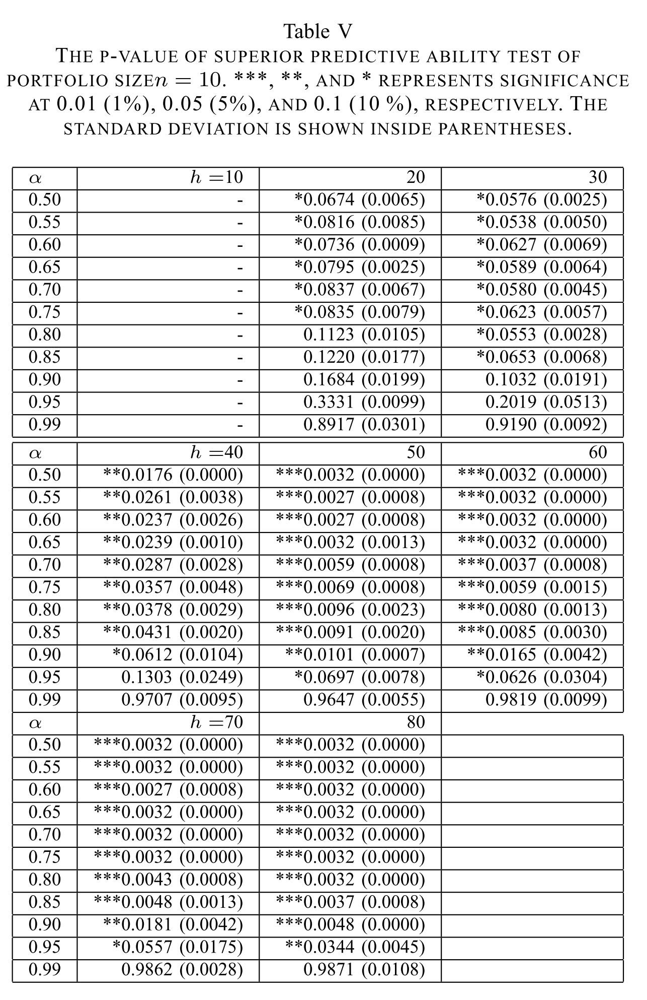 Table V
THE P-VALUE OF SUPERIOR PREDICTIVE ABILITY TEST OF
PORTFOLIO SIZEn = 10. ***, **, AND * REPRESENTS SIGNIFICANCE
AT 0.01 (1%), 0.05 (5%), AND 0.1 (10 %), RESPECTIVELY. THE
STANDARD DEVIATION IS SHOWN INSIDE PARENTHESES.
α h =10 20 30
0.50 - *0.0674 (0.0065) *0.0576 (0.0025)
0.55 - *0.0816 (0.0085) *0.0538 (0.0050)
0.60 - *0.0736 (0.0009) *0.0627 (0.0069)
0.65 - *0.0795 (0.0025) *0.0589 (0.0064)
0.70 - *0.0837 (0.0067) *0.0580 (0.0045)
0.75 - *0.0835 (0.0079) *0.0623 (0.0057)
0.80 - 0.1123 (0.0105) *0.0553 (0.0028)
0.85 - 0.1220 (0.0177) *0.0653 (0.0068)
0.90 - 0.1684 (0.0199) 0.1032 (0.0191)
0.95 - 0.3331 (0.0099) 0.2019 (0.0513)
0.99 - 0.8917 (0.0301) 0.9190 (0.0092)
α h =40 50 60
0.50 **0.0176 (0.0000) ***0.0032 (0.0000) ***0.0032 (0.0000)
0.55 **0.0261 (0.0038) ***0.0027 (0.0008) ***0.0032 (0.0000)
0.60 **0.0237 (0.0026) ***0.0027 (0.0008) ***0.0032 (0.0000)
0.65 **0.0239 (0.0010) ***0.0032 (0.0013) ***0.0032 (0.0000)
0.70 **0.0287 (0.0028) ***0.0059 (0.0008) ***0.0037 (0.0008)
0.75 **0.0357 (0.0048) ***0.0069 (0.0008) ***0.0059 (0.0015)
0.80 **0.0378 (0.0029) ***0.0096 (0.0023) ***0.0080 (0.0013)
0.85 **0.0431 (0.0020) ***0.0091 (0.0020) ***0.0085 (0.0030)
0.90 *0.0612 (0.0104) **0.0101 (0.0007) **0.0165 (0.0042)
0.95 0.1303 (0.0249) *0.0697 (0.0078) *0.0626 (0.0304)
0.99 0.9707 (0.0095) 0.9647 (0.0055) 0.9819 (0.0099)
α h =70 80
0.50 ***0.0032 (0.0000) ***0.0032 (0.0000)
0.55 ***0.0032 (0.0000) ***0.0032 (0.0000)
0.60 ***0.0027 (0.0008) ***0.0032 (0.0000)
0.65 ***0.0032 (0.0000) ***0.0032 (0.0000)
0.70 ***0.0032 (0.0000) ***0.0032 (0.0000)
0.75 ***0.0032 (0.0000) ***0.0032 (0.0000)
0.80 ***0.0043 (0.0008) ***0.0032 (0.0000)
0.85 ***0.0048 (0.0013) ***0.0037 (0.0008)
0.90 **0.0181 (0.0042) ***0.0048 (0.0000)
0.95 *0.0557 (0.0175) **0.0344 (0.0045)
0.99 0.9862 (0.0028) 0.9871 (0.0108)